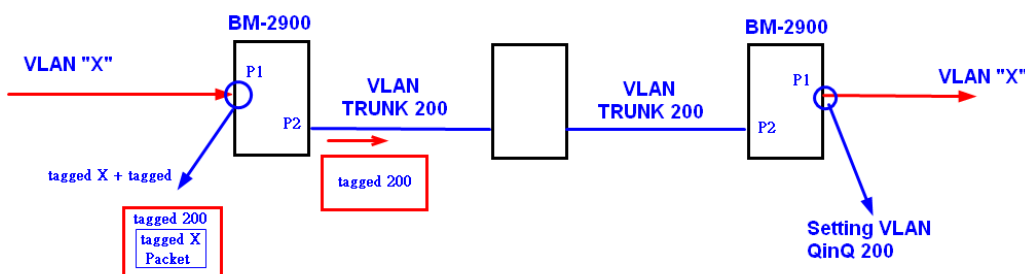 BM-2900
BM-2900
VLAN "X"
P1
P1
VLAN "X"
VLAN
TRUNK 200
VLAN
TRUNK 200
P2
P2
tagged X + tagged
tagged 200
tagged 200
tagged X
Packet
Setting VLAN
QinQ 200